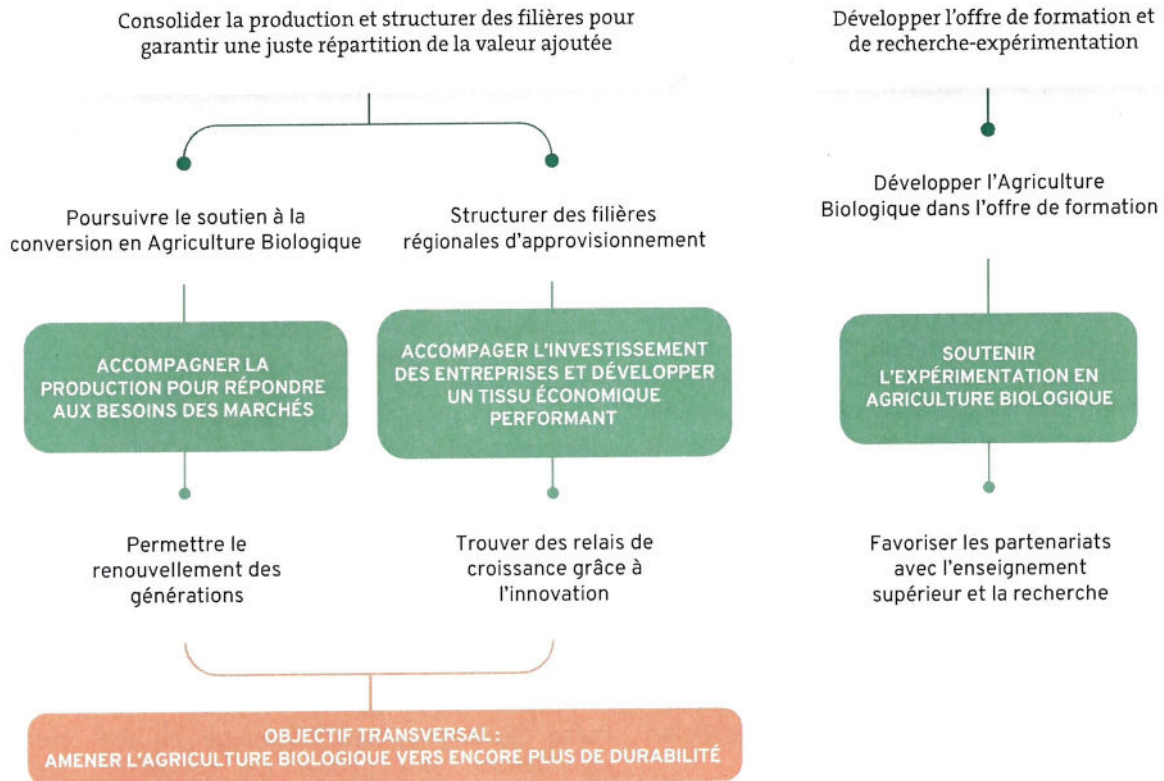 Consolider la production et structurer des filières pour
garantir une juste répartition de la valeur ajoutée
Développer l'offre de formation et
de recherche-expérimentation
Poursuivre le soutien à la
conversion en Agriculture Biologique
Structurer des filières
régionales d'approvisionnement
Développer l'Agriculture
Biologique dans l'offre de formation
ACCOMPAGNER LA
PRODUCTION POUR RÉPONDRE
AUX BESOINS DES MARCHÉS
ACCOMPAGER L'INVESTISSEMENT
DES ENTREPRISES ET DÉVELOPPER
UN TISSU ÉCONOMIQUE
PERFORMANT
SOUTENIR
L'EXPÉRIMENTATION EN
AGRICULTURE BIOLOGIQUE
Permettre le
renouvellement des
générations
Trouver des relais de
croissance grâce à
l'innovation
Favoriser les partenariats
avec l'enseignement
supérieur et la recherche
OBJECTIF TRANSVERSAL :
AMENER L'AGRICULTURE BIOLOGIQUE VERS ENCORE PLUS DE DURABILITÉ